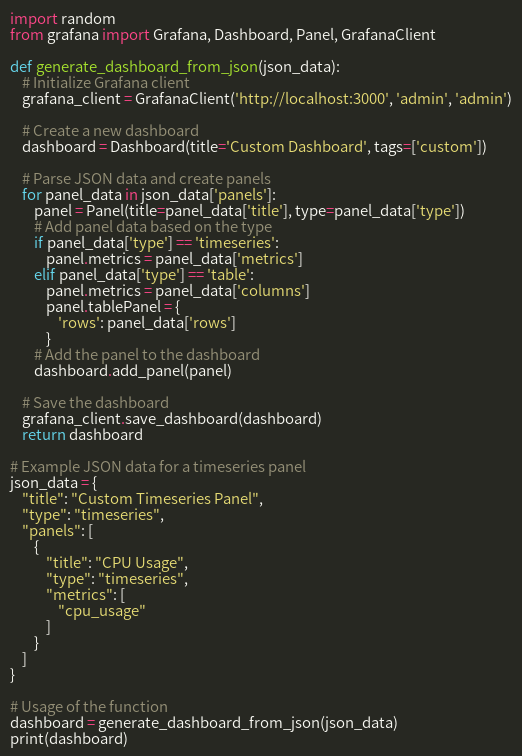 import random
from grafana import Grafana, Dashboard, Panel, GrafanaClient

def generate_dashboard_from_json(json_data):
    # Initialize Grafana client
    grafana_client = GrafanaClient('http://localhost:3000', 'admin', 'admin')

    # Create a new dashboard
    dashboard = Dashboard(title='Custom Dashboard', tags=['custom'])

    # Parse JSON data and create panels
    for panel_data in json_data['panels']:
        panel = Panel(title=panel_data['title'], type=panel_data['type'])
        # Add panel data based on the type
        if panel_data['type'] == 'timeseries':
            panel.metrics = panel_data['metrics']
        elif panel_data['type'] == 'table':
            panel.metrics = panel_data['columns']
            panel.tablePanel = {
                'rows': panel_data['rows']
            }
        # Add the panel to the dashboard
        dashboard.add_panel(panel)

    # Save the dashboard
    grafana_client.save_dashboard(dashboard)
    return dashboard

# Example JSON data for a timeseries panel
json_data = {
    "title": "Custom Timeseries Panel",
    "type": "timeseries",
    "panels": [
        {
            "title": "CPU Usage",
            "type": "timeseries",
            "metrics": [
                "cpu_usage"
            ]
        }
    ]
}

# Usage of the function
dashboard = generate_dashboard_from_json(json_data)
print(dashboard)